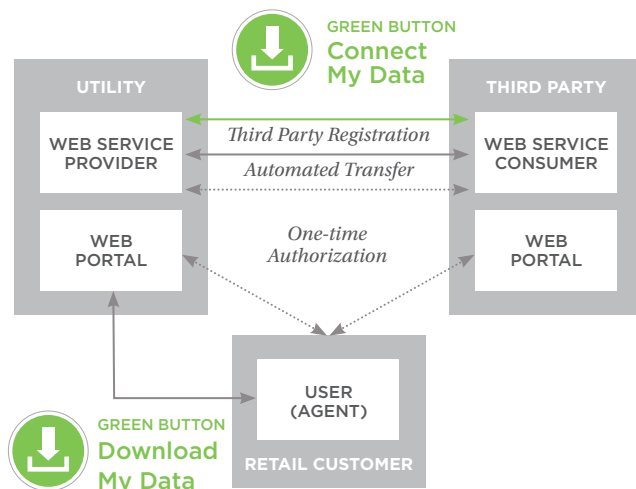 GREEN BUTTON
Connect
My Data
UTILITY
THIRD PARTY
WEB SERVICE
PROVIDER
Third Party Registration
Automated Transfer
WEB SERVICE
CONSUMER
WEB
PORTAL
One-time
Authorization
WEB
PORTAL
USER
(AGENT)
RETAIL CUSTOMER
GREEN BUTTON
Download
My Data